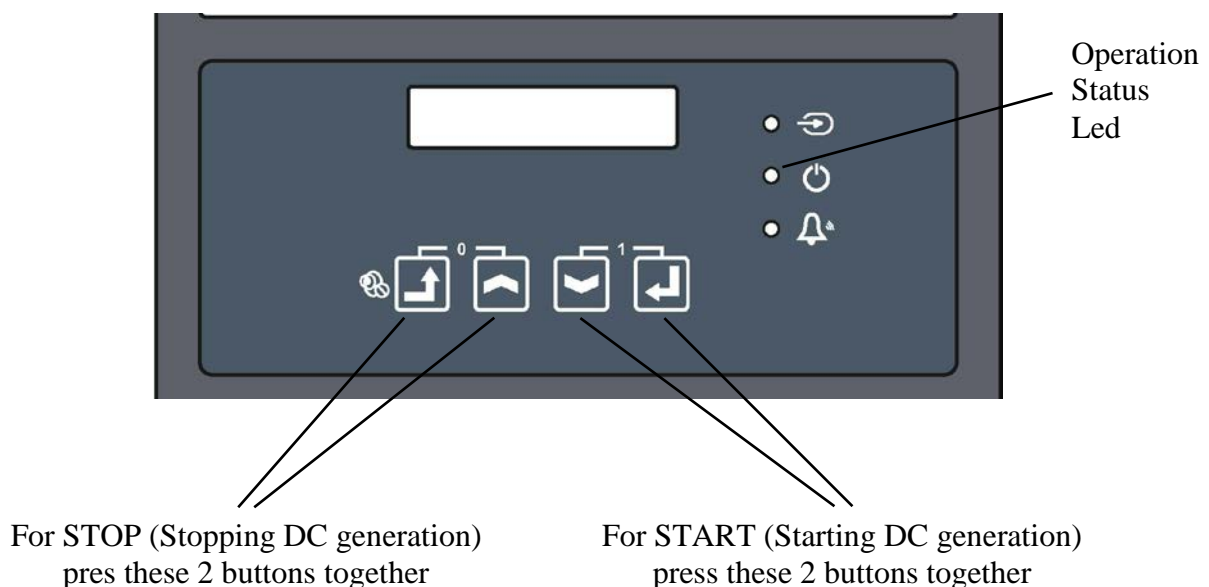 Operation
Status
Led
0
1
For STOP (Stopping DC generation)
pres these 2 buttons together
For START (Starting DC generation)
press these 2 buttons together